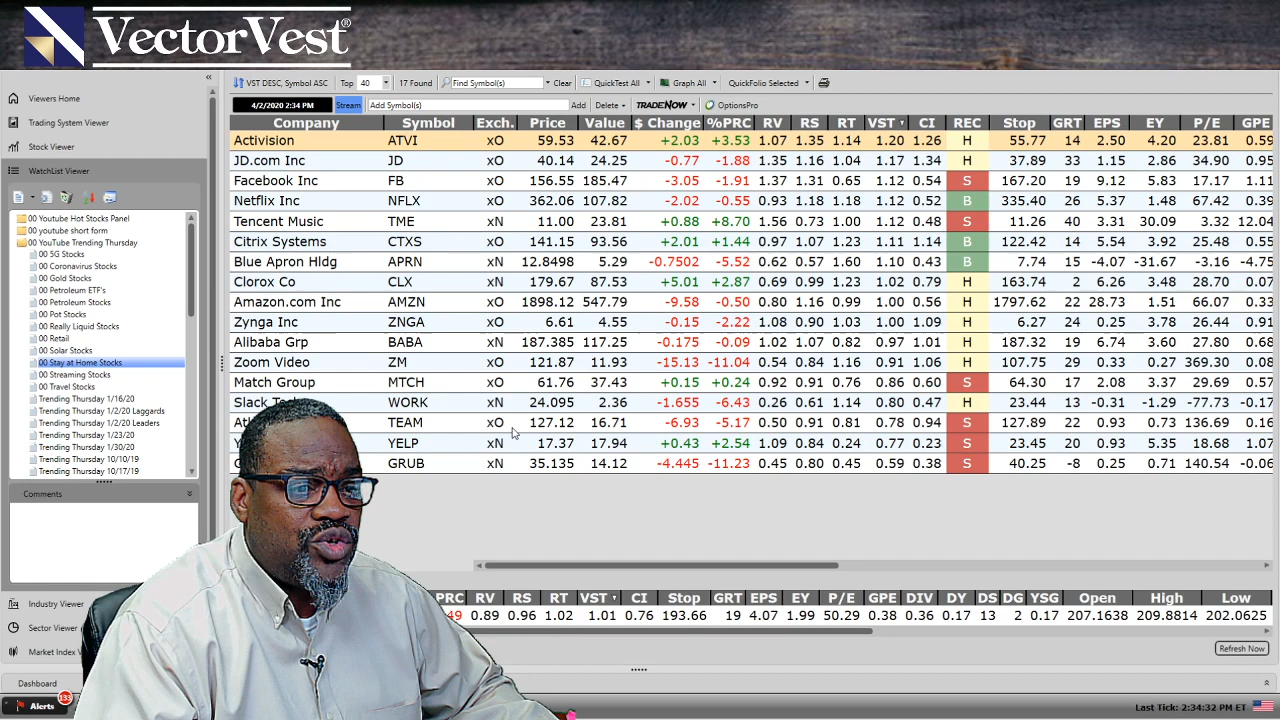 VectorVest®
Viewers Home
Trading System Viewer
Stock Viewer
WatchList Viewer
00 Youtube Hot Stocks Panel
00 youtube short form
00 YouTube Trending Thursday
00 5G Stocks
00 Coronavirus Stocks
00 Gold Stocks
00 Petroleum ETF's
00 Petroleum Stocks
00 Pot Stocks
00 Really Liquid Stocks
00 Retail
00 Solar Stocks
00 Stay at Home Stocks
00 Streaming Stocks
00 Travel Stocks
Trending Thursday 1/16/20
Trending Thursday 1/2/20 Laggards
Trending Thursday 1/2/20 Leaders
Trending Thursday 1/23/20
Trending Thursday 1/30/20
Trending Thursday 10/10/19
Trending Thursday 10/17/19
Comments
Industry Viewer
Sector Viewer
Market Index V
Dashboard
Alerts 133
VST DESC, Symbol ASC Top 40 17 Found Find Symbol(s) Clear QuickTest All Graph All QuickFolio Selected
4/2/2020 2:34 PM Stream Add Symbol(s) Add Delete TRADENOW OptionsPro
Company Symbol Exch. Price Value $ Change %PRC RV RS RT VST CI REC Stop GRT EPS EY P/E GPE
Activision ATVI xO 59.53 42.67 +2.03 +3.53 1.07 1.35 1.14 1.20 1.26 H 55.77 14 2.50 4.20 23.81 0.59
JD.com Inc JD xO 40.14 24.25 -0.77 -1.88 1.22 1.16 1.04 1.17 1.34 H 37.89 33 1.15 2.86 34.90 0.95
Facebook Inc FB xO 156.55 185.47 -3.05 -1.91 1.37 1.31 0.65 1.12 0.54 S 167.20 19 9.12 5.83 17.17 1.11
Netflix Inc NFLX xO 362.06 107.82 -2.02 -0.55 0.93 1.18 1.18 1.12 0.52 B 335.40 26 5.37 1.48 67.42 0.39
Tencent Music TME xN 11.00 23.81 +0.88 +8.70 1.56 0.73 1.00 1.12 0.48 S 11.26 40 3.31 30.09 3.32 12.04
Citrix Systems CTXS xO 141.15 93.56 +2.01 +1.44 0.97 1.07 1.23 1.11 1.14 B 122.42 14 5.54 3.92 25.48 0.55
Blue Apron Hldg APRN xN 12.8498 5.29 -0.7502 -5.52 0.62 0.57 1.60 1.10 0.43 B 7.74 15 -4.07 -31.67 -3.16 -4.75
Clorox Co CLX xN 179.67 87.53 +5.01 +2.87 0.69 0.99 1.23 1.02 0.79 H 163.74 2 6.26 3.48 28.70 0.07
Amazon.com Inc AMZN xO 1898.12 547.79 -9.58 -0.50 0.80 1.16 0.99 1.00 0.56 H 1797.62 22 28.73 1.51 66.07 0.33
Zynga Inc ZNGA xO 6.61 4.55 -0.15 -2.22 1.08 0.90 1.03 1.00 1.09 H 6.27 24 0.25 3.78 26.44 0.91
Alibaba Grp BABA xN 187.385 117.25 -0.175 -0.09 1.02 1.07 0.82 0.97 1.01 H 187.32 19 6.74 3.60 27.80 0.68
Zoom Video ZM xO 121.87 11.93 -15.13 -11.04 0.54 0.84 1.16 0.91 1.06 H 107.75 29 0.33 0.27 369.30 0.08
Match Group MTCH xO 61.76 37.43 +0.15 +0.24 0.92 0.91 0.76 0.86 0.60 S 64.30 17 2.08 3.37 29.69 0.57
Slack WORK xN 24.095 2.36 -1.655 -6.43 0.26 0.61 1.14 0.80 0.47 H 23.44 13 -0.31 -1.29 -77.73 -0.17
TEAM xO 127.12 16.71 -6.93 -5.17 0.50 0.91 0.81 0.78 0.94 S 127.89 22 0.93 0.73 136.69 0.16
YELP xN 17.37 17.94 +0.43 +2.54 1.09 0.84 0.24 0.77 0.23 S 23.45 20 0.93 5.35 18.68 1.07
GRUB xN 35.135 14.12 -4.445 -11.23 0.45 0.80 0.45 0.59 0.38 S 40.25 -8 0.25 0.71 140.54 -0.06
PRC RV RS RT VST CI Stop GRT EPS EY P/E GPE DIV DY DS DG YSG Open High Low
49 0.89 0.96 1.02 1.01 0.76 193.66 19 4.07 1.99 50.29 0.38 0.36 0.17 13 2 0.17 207.1638 209.8814 202.0625
Refresh Now
Last Tick: 2:34:32 PM ET